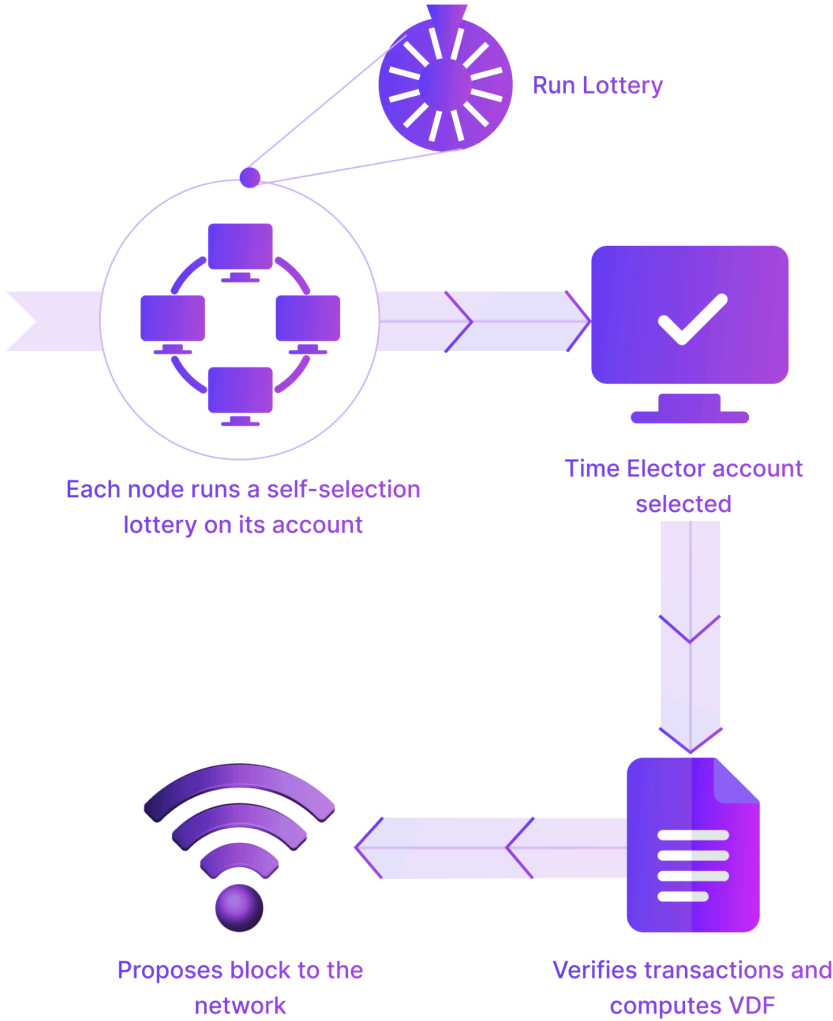 Run Lottery
Each node runs a self-selection
lottery on its account
Time Elector account
selected
Verifies transactions and
computes VDF
Proposes block to the
network